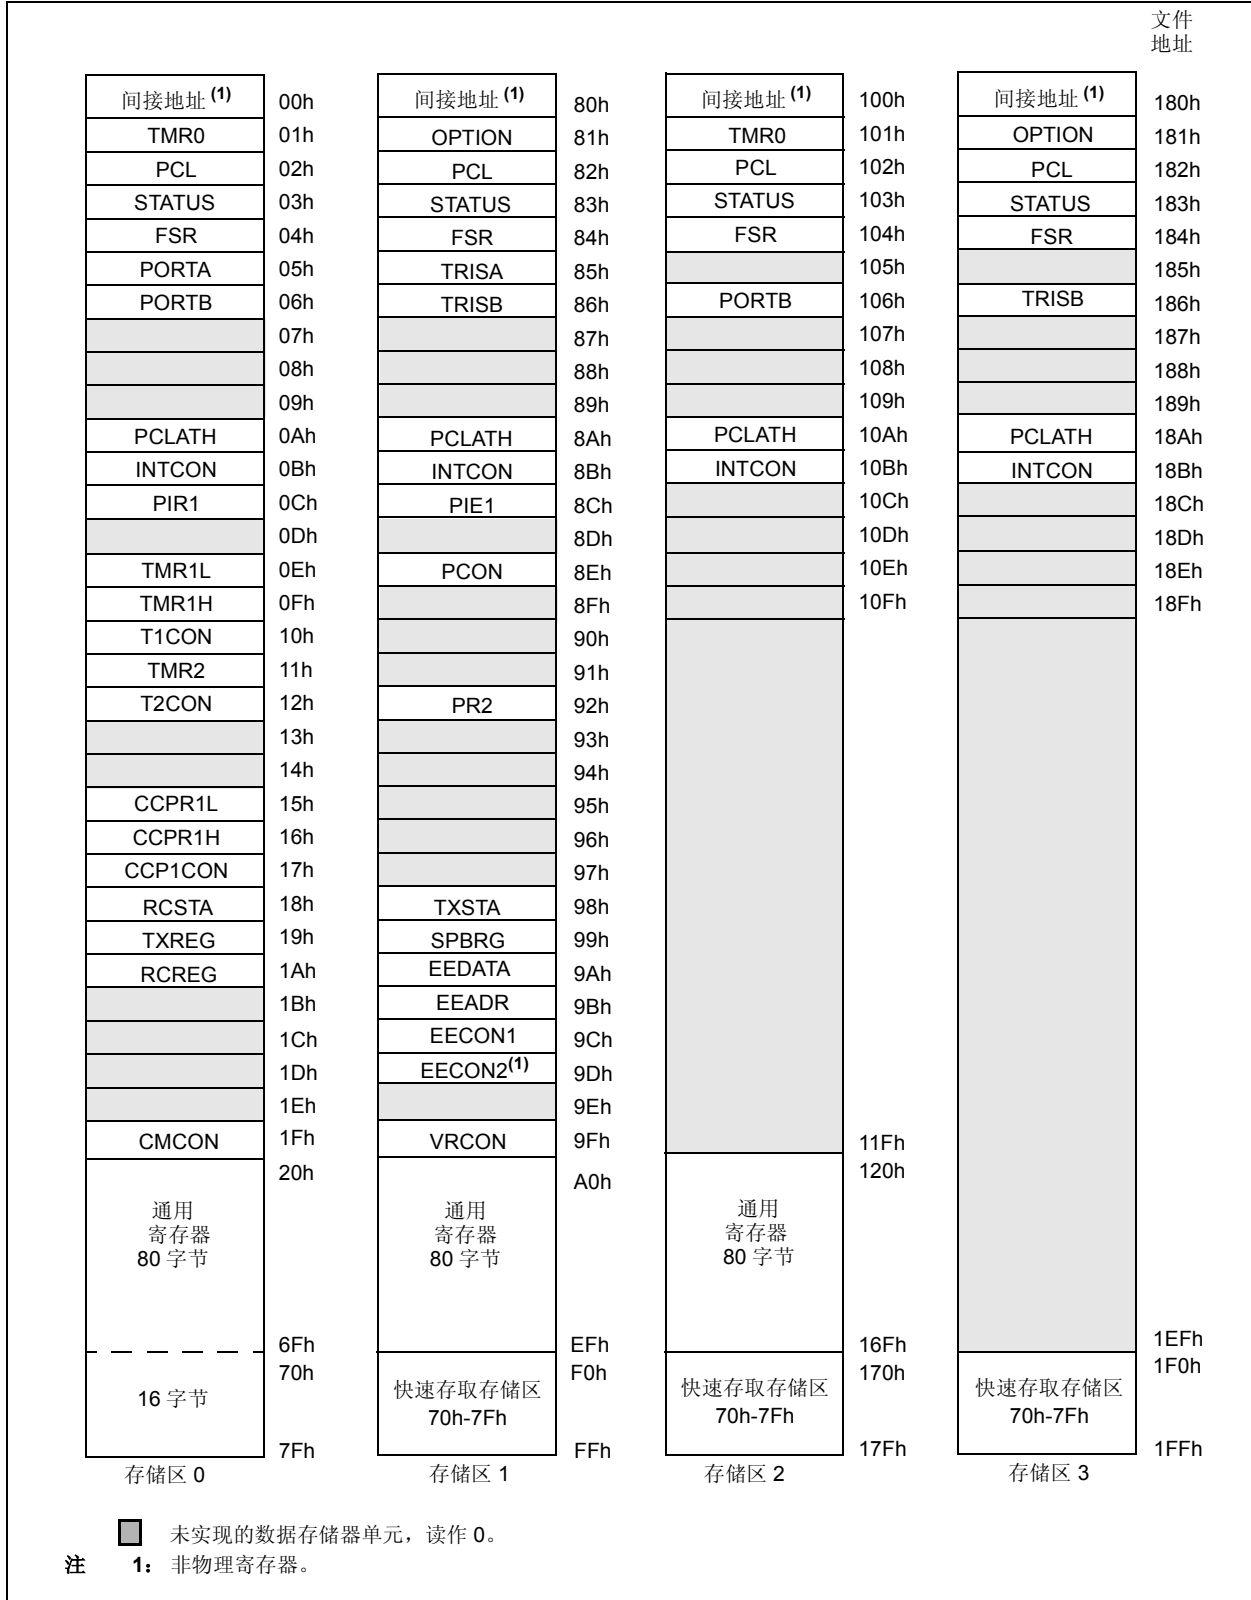 文件
地址
间接地址 (1) 00h 间接地址 (1) 80h 间接地址 (1) 100h 间接地址 (1) 180h
TMR0 01h OPTION 81h TMR0 101h OPTION 181h
PCL 02h PCL 82h PCL 102h PCL 182h
STATUS 03h STATUS 83h STATUS 103h STATUS 183h
FSR 04h FSR 84h FSR 104h FSR 184h
PORTA 05h TRISA 85h 105h 185h
PORTB 06h TRISB 86h PORTB 106h TRISB 186h
07h 87h 107h 187h
08h 88h 108h 188h
09h 89h 109h 189h
PCLATH 0Ah PCLATH 8Ah PCLATH 10Ah PCLATH 18Ah
INTCON 0Bh INTCON 8Bh INTCON 10Bh INTCON 18Bh
PIR1 0Ch PIE1 8Ch 10Ch 18Ch
0Dh 8Dh 10Dh 18Dh
TMR1L 0Eh PCON 8Eh 10Eh 18Eh
TMR1H 0Fh 8Fh 10Fh 18Fh
T1CON 10h 90h
TMR2 11h 91h
T2CON 12h PR2 92h
13h 93h
14h 94h
CCPR1L 15h 95h
CCPR1H 16h 96h
CCP1CON 17h 97h
RCSTA 18h TXSTA 98h
TXREG 19h SPBRG 99h
RCREG 1Ah EEDATA 9Ah
1Bh EEADR 9Bh
1Ch EECON1 9Ch
1Dh EECON2(1) 9Dh
1Eh 9Eh
CMCON 1Fh VRCON 9Fh 11Fh
20h A0h 120h
通用 通用 通用
寄存器 寄存器 寄存器
80 字节 80 字节 80 字节
6Fh EFh 16Fh 1EFh
70h F0h 170h 1F0h
16 字节 快速存取存储区 快速存取存储区 快速存取存储区
70h-7Fh 70h-7Fh 70h-7Fh
7Fh FFh 17Fh 1FFh
存储区 0 存储区 1 存储区 2 存储区 3
未实现的数据存储器单元，读作 0。
注 1： 非物理寄存器。